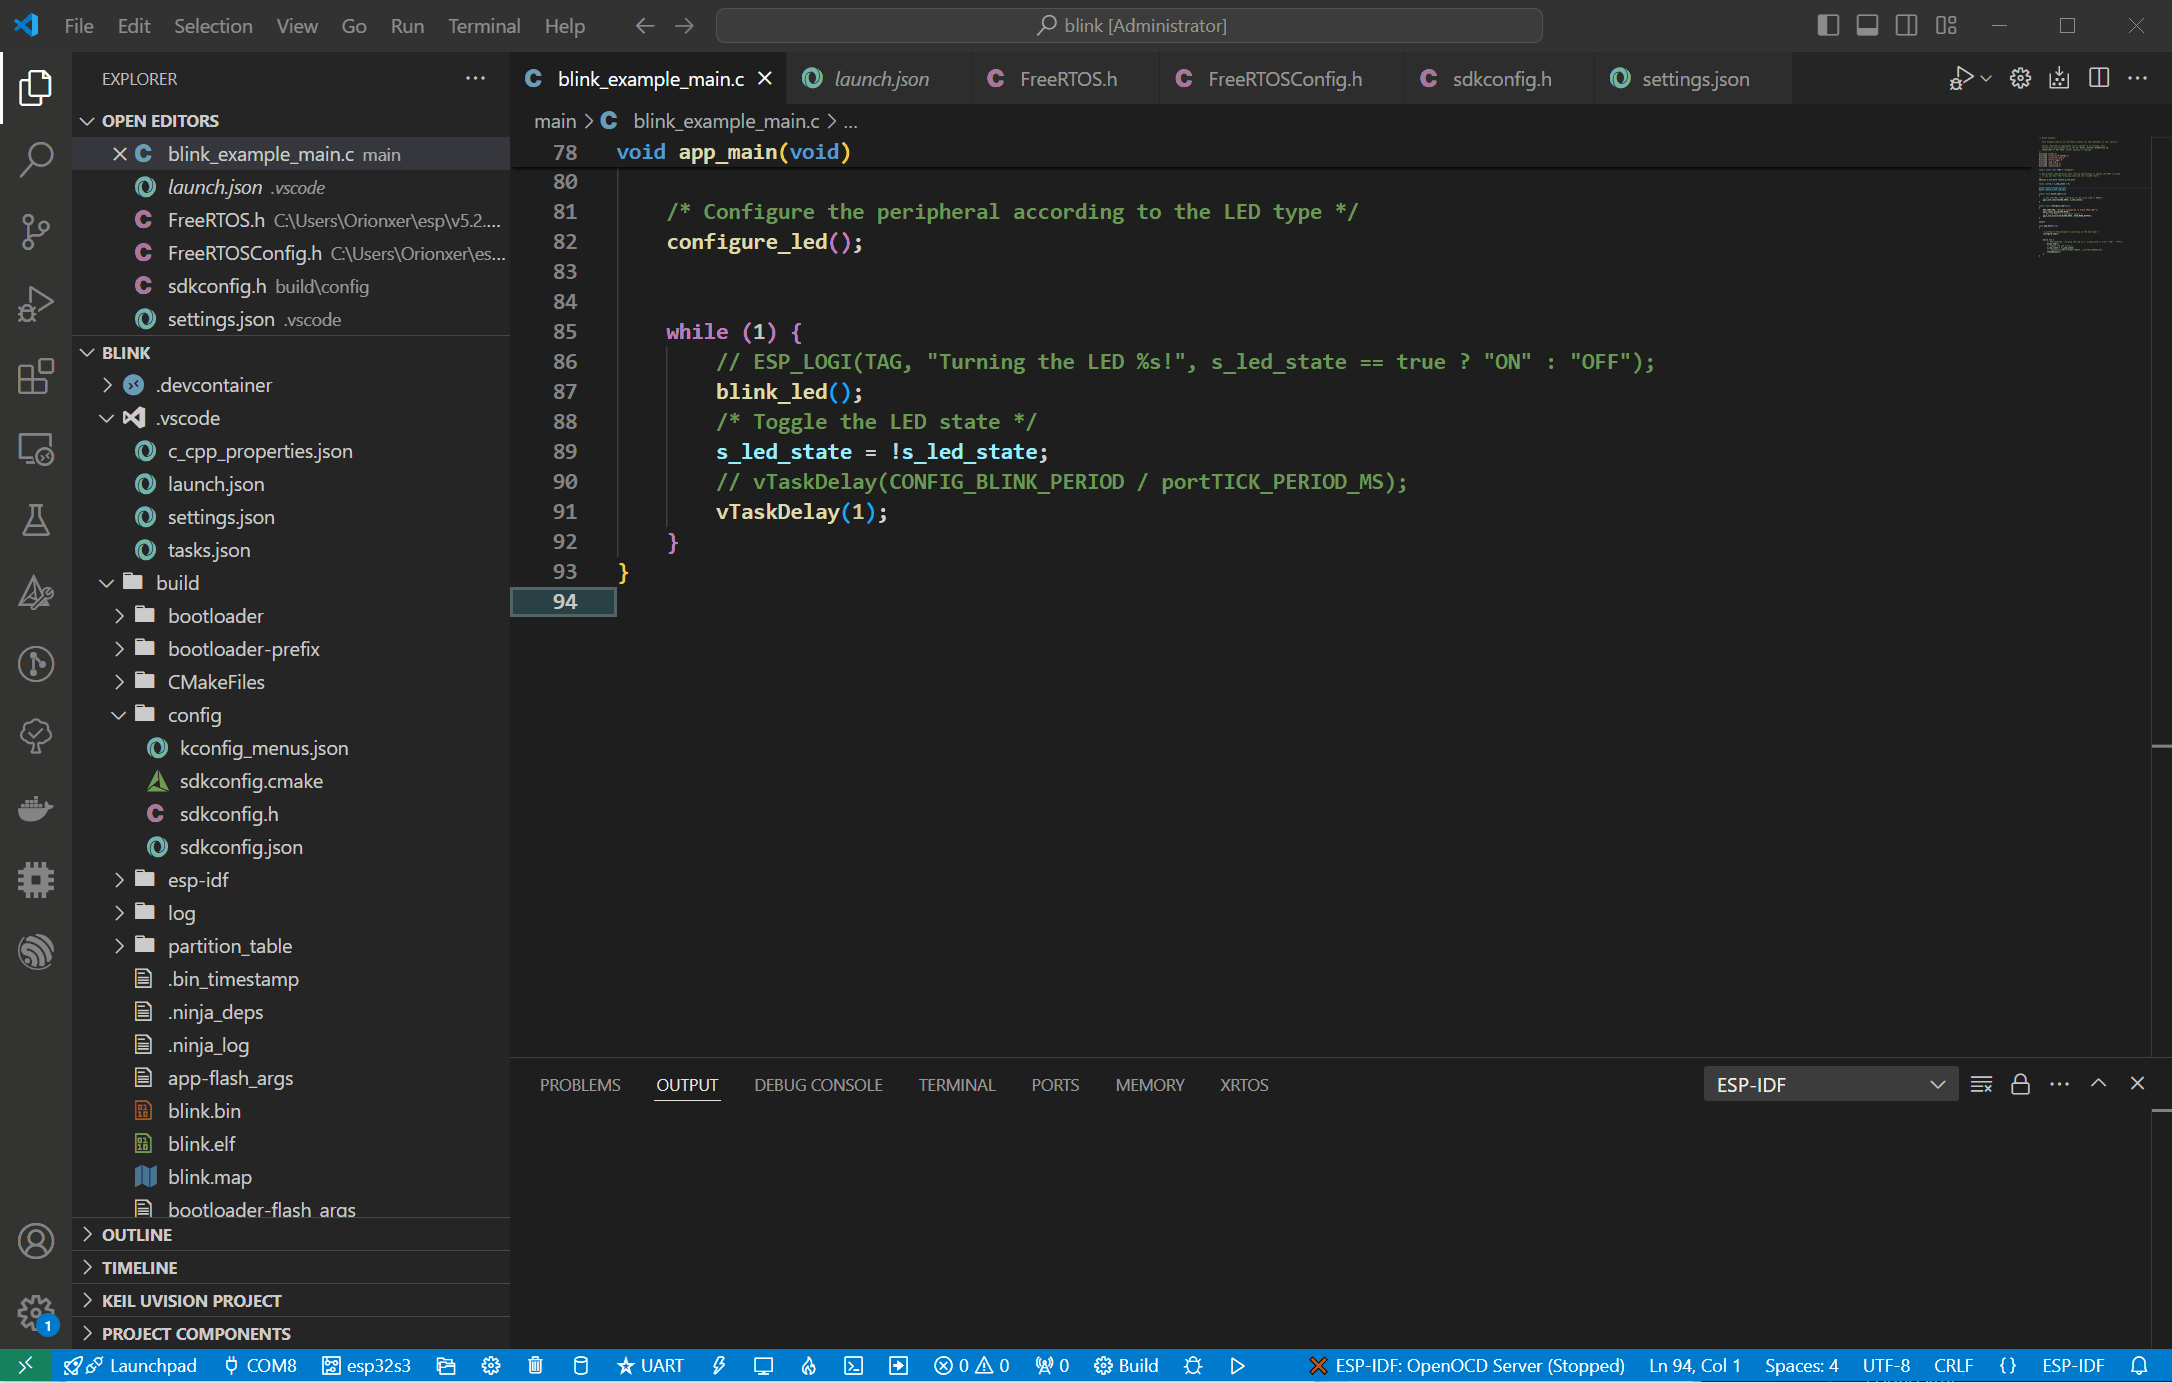 File Edit Selection View Go Run Terminal Help
blink [Administrator]
EXPLORER
OPEN EDITORS
blink_example_main.c main
launch.json .vscode
FreeRTOS.h C:\Users\Orionxer\esp\v5.2....
FreeRTOSConfig.h C:\Users\Orionxer\es...
sdkconfig.h build\config
settings.json .vscode
BLINK
.devcontainer
.vscode
c_cpp_properties.json
launch.json
settings.json
tasks.json
build
bootloader
bootloader-prefix
CMakeFiles
config
kconfig_menus.json
sdkconfig.cmake
sdkconfig.h
sdkconfig.json
esp-idf
log
partition_table
.bin_timestamp
.ninja_deps
.ninja_log
app-flash_args
blink.bin
blink.elf
blink.map
bootloader-flash_args
OUTLINE
TIMELINE
KEIL UVISION PROJECT
PROJECT COMPONENTS
blink_example_main.c launch.json FreeRTOS.h FreeRTOSConfig.h sdkconfig.h settings.json
main > blink_example_main.c > ...
78 void app_main(void)
80
81 /* Configure the peripheral according to the LED type */
82 configure_led();
83
84
85 while (1) {
86 // ESP_LOGI(TAG, "Turning the LED %s!", s_led_state == true ? "ON" : "OFF");
87 blink_led();
88 /* Toggle the LED state */
89 s_led_state = !s_led_state;
90 // vTaskDelay(CONFIG_BLINK_PERIOD / portTICK_PERIOD_MS);
91 vTaskDelay(1);
92 }
93 }
94
PROBLEMS OUTPUT DEBUG CONSOLE TERMINAL PORTS MEMORY XRTOS
ESP-IDF
1
Launchpad COM8 esp32s3 UART 0 0 0 Build ESP-IDF: OpenOCD Server (Stopped) Ln 94, Col 1 Spaces: 4 UTF-8 CRLF {} ESP-IDF